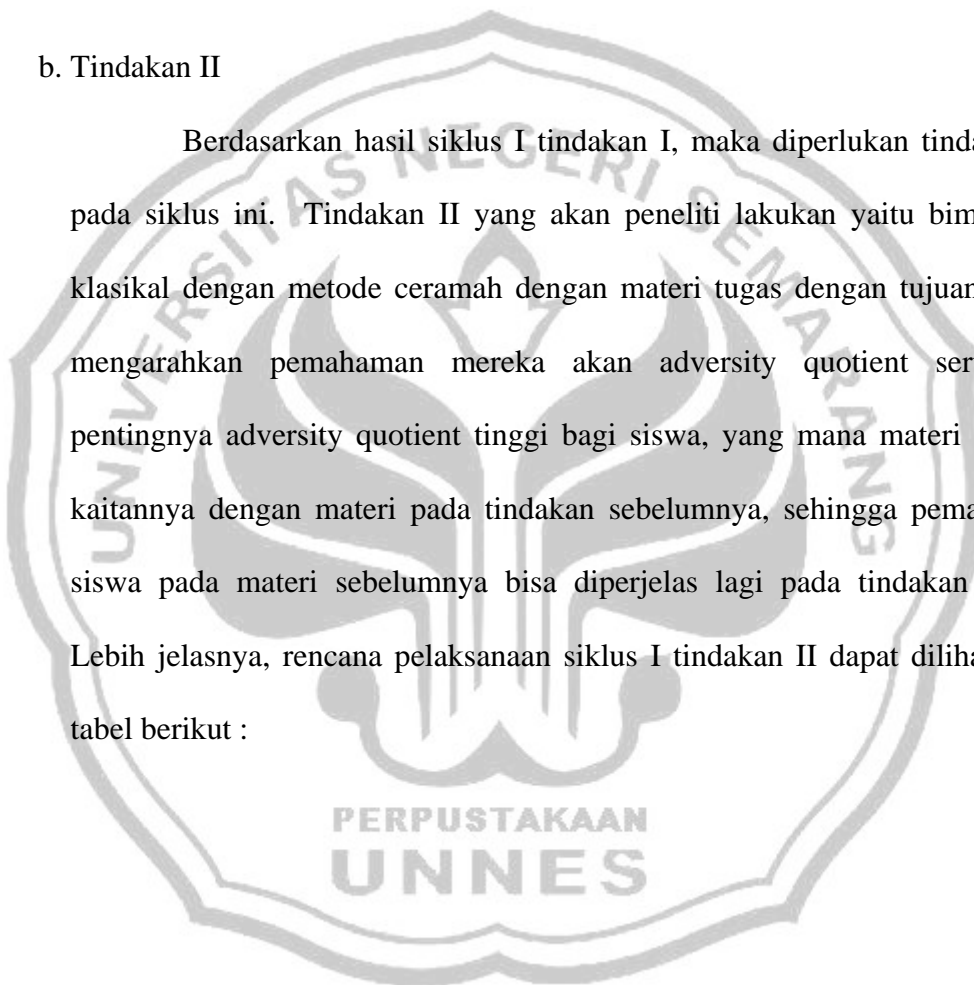 b. Tindakan II
Berdasarkan hasil siklus I tindakan I, maka diperlukan tinda
pada siklus ini. Tindakan II yang akan peneliti lakukan yaitu bim
klasikal dengan metode ceramah dengan materi tugas dengan tujuan
mengarahkan pemahaman mereka akan adversity quotient ser
pentingnya adversity quotient tinggi bagi siswa, yang mana materi
kaitannya dengan materi pada tindakan sebelumnya, sehingga pema
siswa pada materi sebelumnya bisa diperjelas lagi pada tindakan
Lebih jelasnya, rencana pelaksanaan siklus I tindakan II dapat diliha
tabel berikut :
UNIVERSITAS NEGERI SEMARANG
PERPUSTAKAAN
UNNES